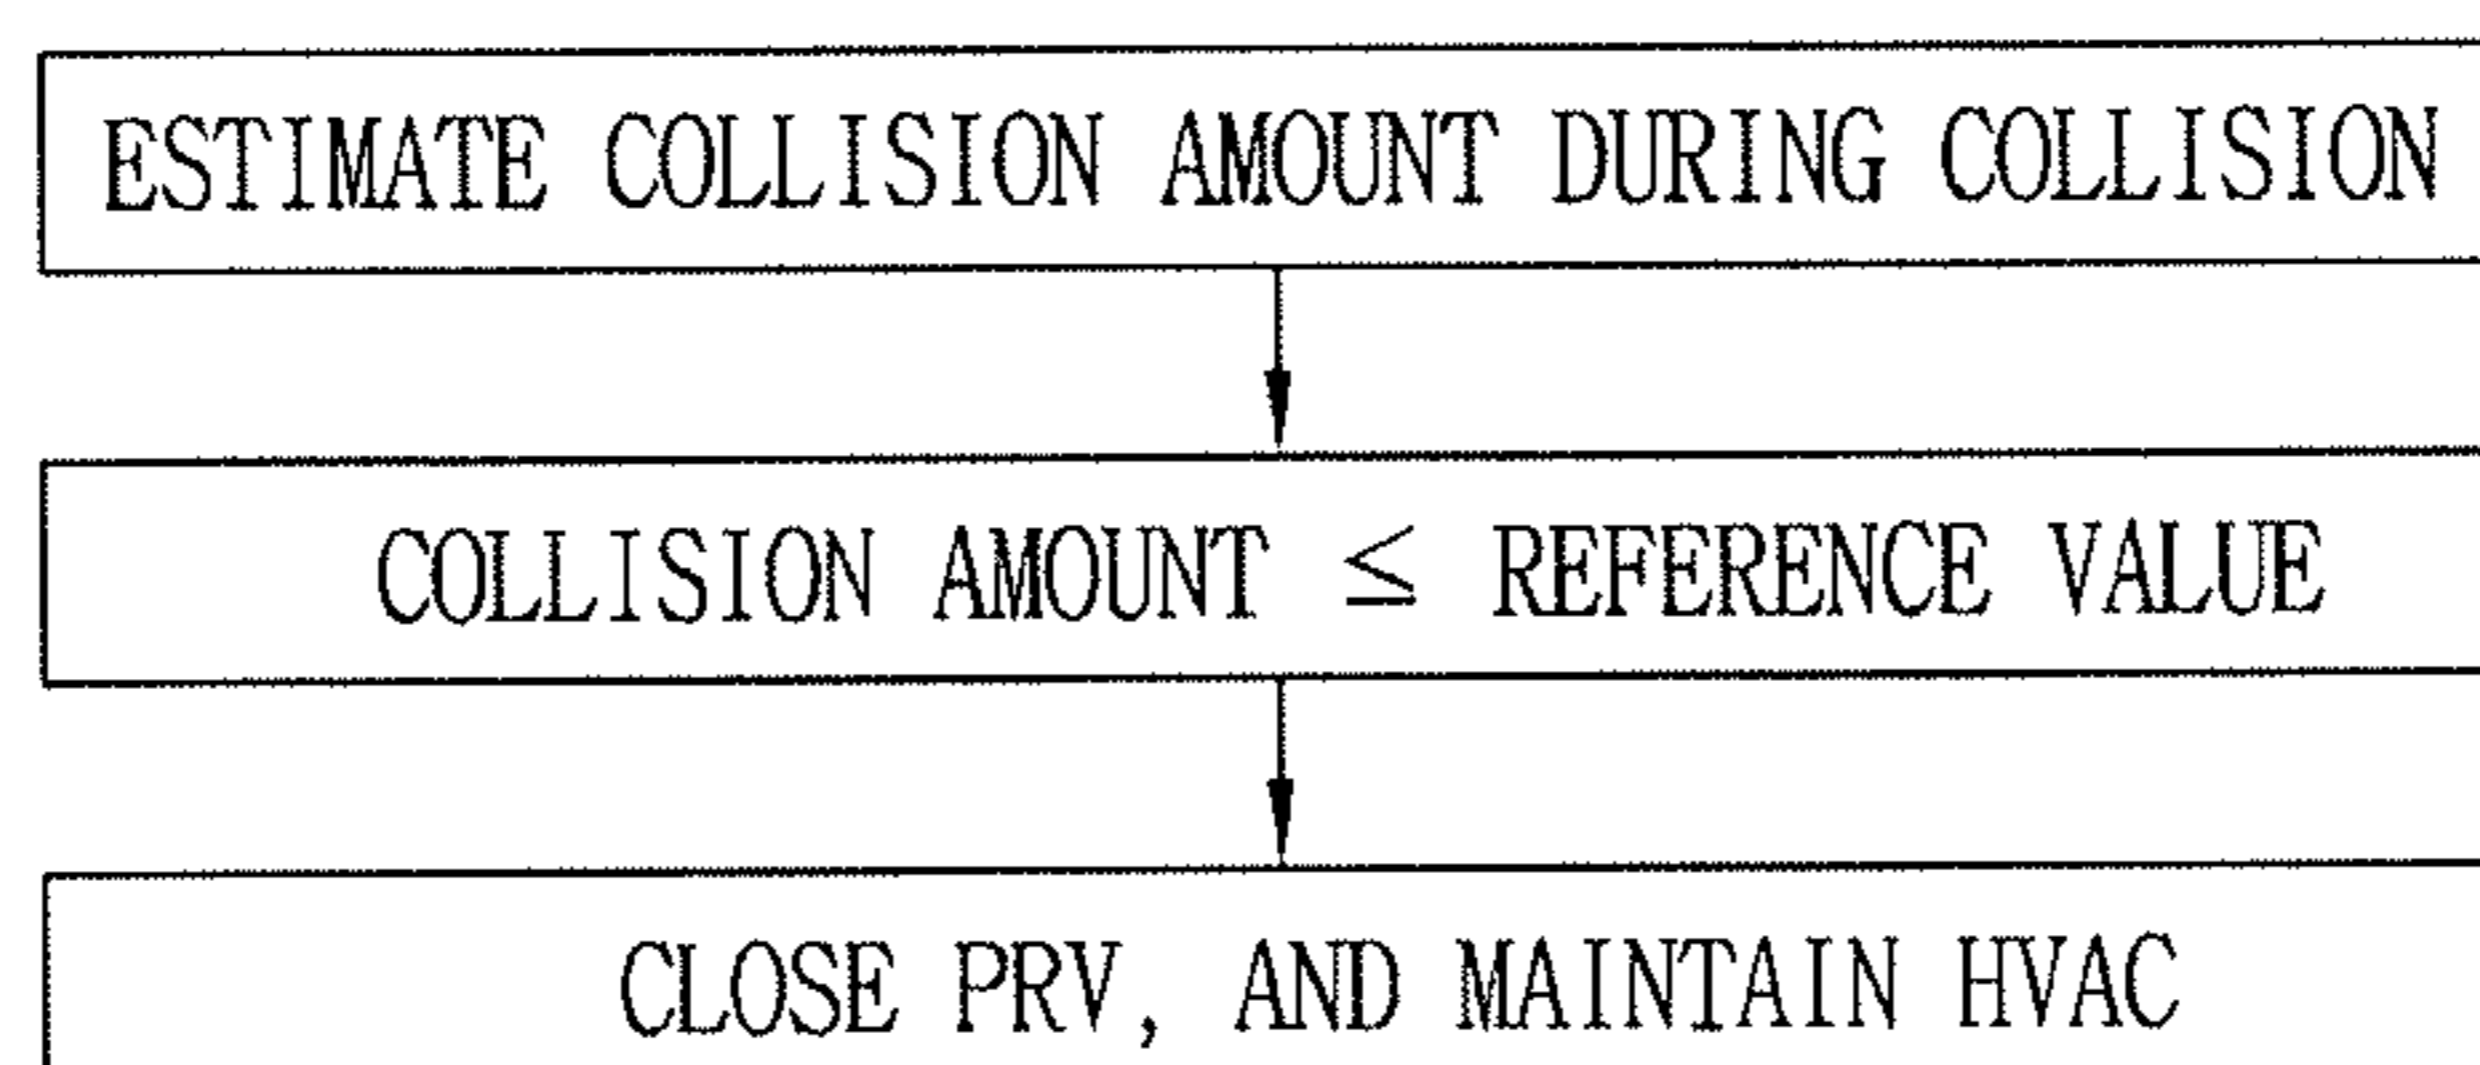 ESTIMATE COLLISION AMOUNT DURING COLLISION
COLLISION AMOUNT ≤ REFERENCE VALUE
CLOSE PRV, AND MAINTAIN HVAC